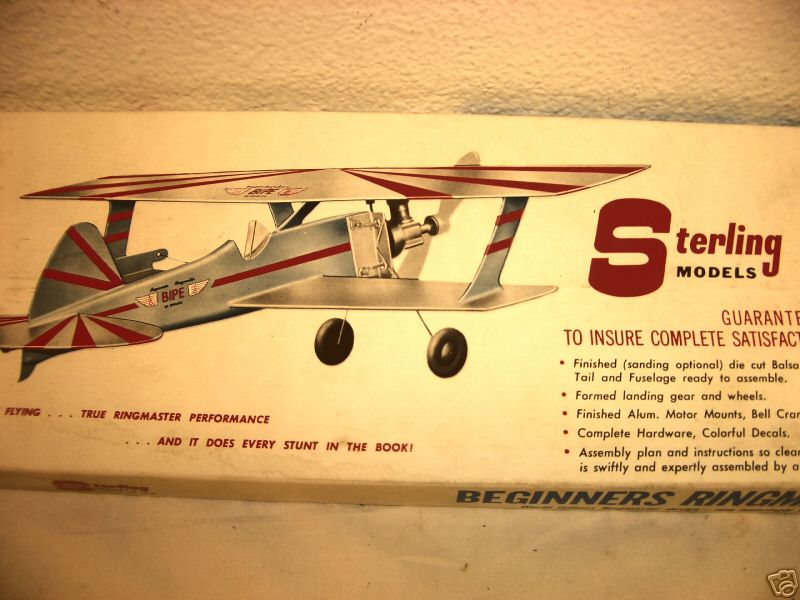 BIPE
BIPE
Sterling
MODELS
GUARANTE
TO INSURE COMPLETE SATISFACT
• Finished (sanding optional) die cut Balsa
Tail and Fuselage ready to assemble.
• Formed landing gear and wheels.
• Finished Alum. Motor Mounts, Bell Cran
• Complete Hardware, Colorful Decals.
• Assembly plan and instructions so clear
is swiftly and expertly assembled by a
FLYING . . . TRUE RINGMASTER PERFORMANCE
. . . AND IT DOES EVERY STUNT IN THE BOOK!
Sterling
BEGINNERS RINGM